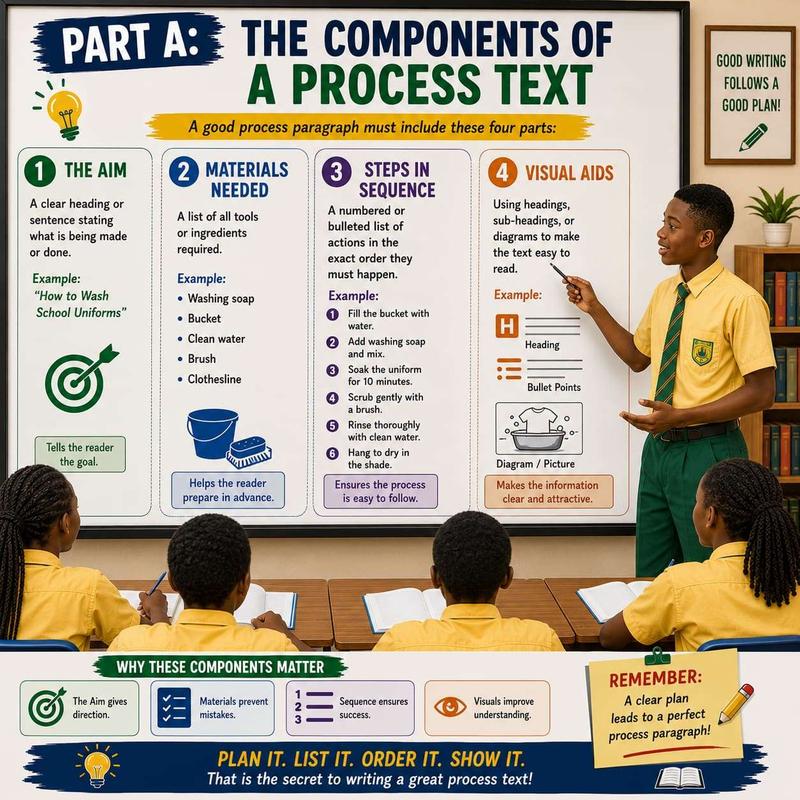 PART A:
THE COMPONENTS OF
A PROCESS TEXT
A good process paragraph must include these four parts:
1 THE AIM
A clear heading or
sentence stating
what is being made
or done.
Example:
"How to Wash
School Uniforms"
Tells the reader
the goal.
2 MATERIALS
NEEDED
A list of all tools
or ingredients
required.
Example:
• Washing soap
• Bucket
• Clean water
• Brush
• Clothesline
Helps the reader
prepare in advance.
3 STEPS IN
SEQUENCE
A numbered or
bulleted list of
actions in the
exact order they
must happen.
Example:
1 Fill the bucket with
water.
2 Add washing soap
and mix.
3 Soak the uniform
for 10 minutes.
4 Scrub gently with
a brush.
5 Rinse thoroughly
with clean water.
6 Hang to dry in
the shade.
Ensures the process
is easy to follow.
4 VISUAL AIDS
Using headings,
sub-headings, or
diagrams to make
the text easy to
read.
Example:
H
Heading
Bullet Points
Diagram / Picture
Makes the information
clear and attractive.
GOOD WRITING
FOLLOWS A
GOOD PLAN!
WHY THESE COMPONENTS MATTER
The Aim gives
direction.
Materials prevent
mistakes.
1
2
3
Sequence ensures
success.
Visuals improve
understanding.
REMEMBER:
A clear plan
leads to a perfect
process paragraph!
PLAN IT. LIST IT. ORDER IT. SHOW IT.
That is the secret to writing a great process text!